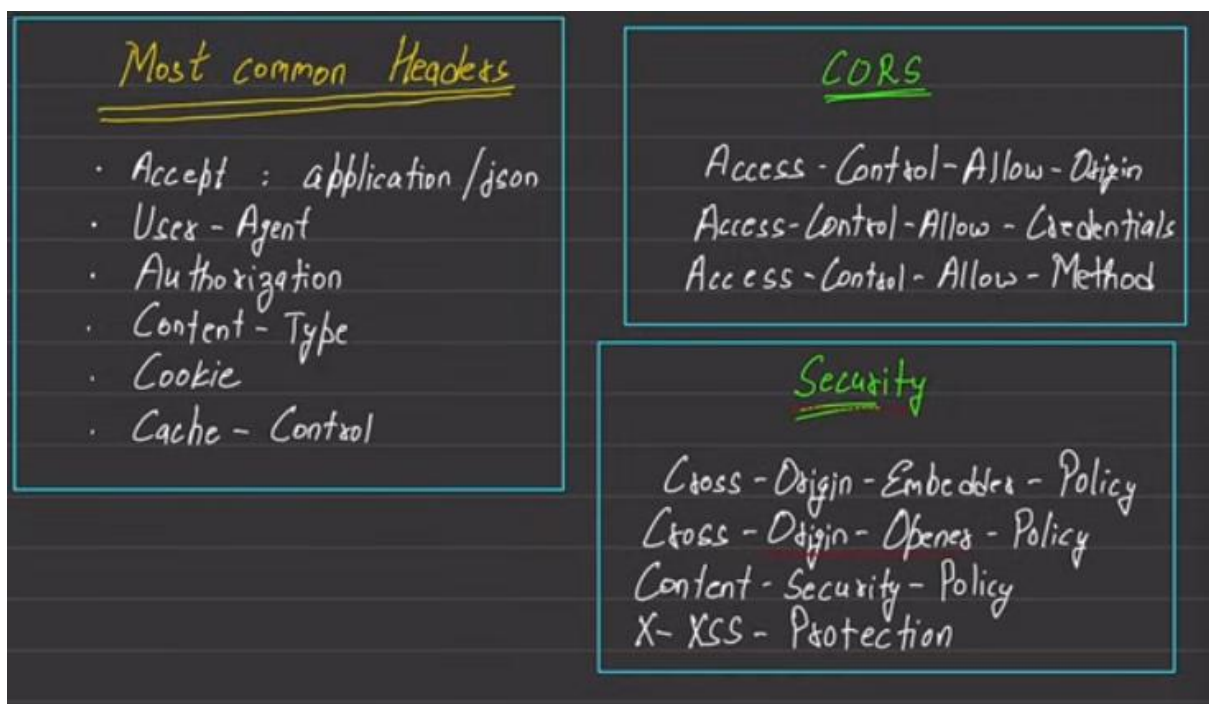 Most common Headers
· Accept : application/json
· User - Agent
· Authorization
· Content - Type
· Cookie
· Cache - Control
CORS
Access - Control - Allow - Origin
Access - Control - Allow - Credentials
Access - Control - Allow - Method
Security
Cross - Origin - Embedder - Policy
Cross - Origin - Opener - Policy
Content - Security - Policy
X - XSS - Protection